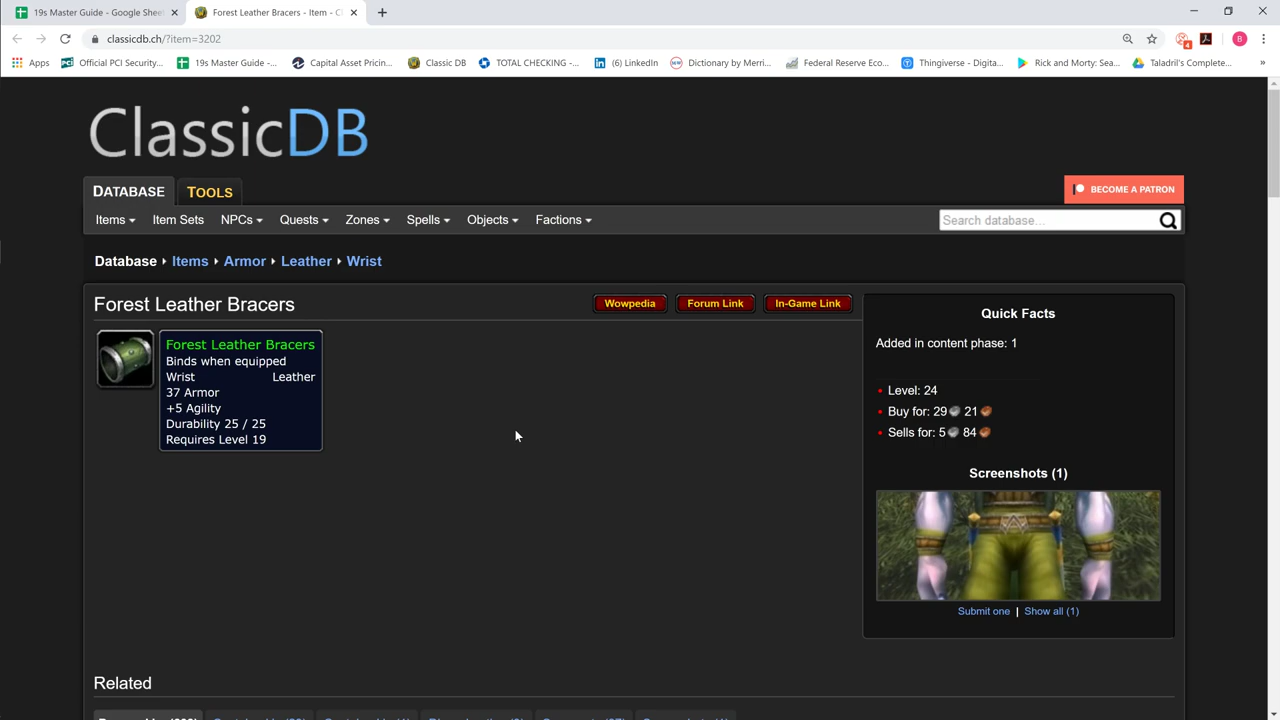 19s Master Guide - Google Sheet
Forest Leather Bracers - Item - C
classicdb.ch/?item=3202
4
B
Apps
Official PCI Security...
19s Master Guide -...
Capital Asset Pricin...
Classic DB
TOTAL CHECKING -...
(6) LinkedIn
Dictionary by Merri...
Federal Reserve Eco...
Thingiverse - Digita...
Rick and Morty: Sea...
Taladril's Complete...
ClassicDB
DATABASE
TOOLS
BECOME A PATRON
Items
Item Sets
NPCs
Quests
Zones
Spells
Objects
Factions
Search database...
Database
Items
Armor
Leather
Wrist
Forest Leather Bracers
Wowpedia
Forum Link
In-Game Link
Quick Facts
Added in content phase: 1
Forest Leather Bracers
Binds when equipped
Wrist Leather
37 Armor
+5 Agility
Durability 25 / 25
Requires Level 19
Level: 24
Buy for: 29 21
Sells for: 5 84
Screenshots (1)
Submit one | Show all (1)
Related